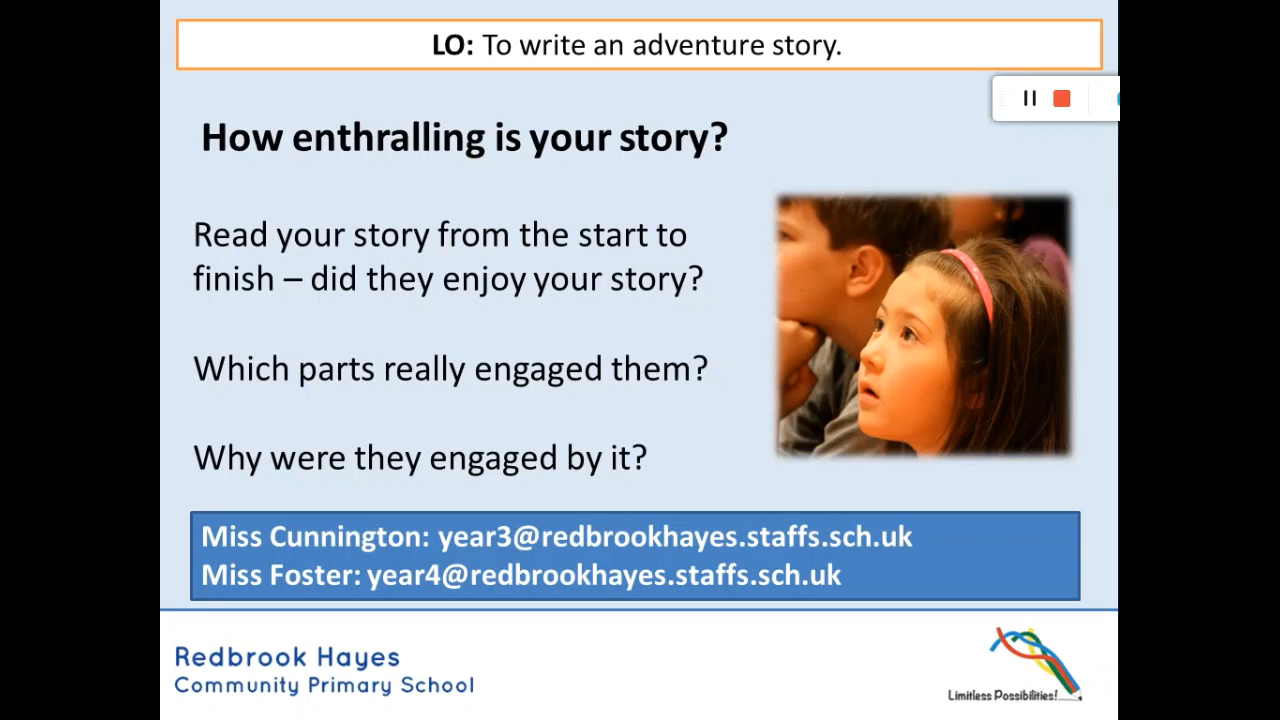 LO: To write an adventure story.
How enthralling is your story?
Read your story from the start to
finish – did they enjoy your story?
Which parts really engaged them?
Why were they engaged by it?
Miss Cunnington: year3@redbrookhayes.staffs.sch.uk
Miss Foster: year4@redbrookhayes.staffs.sch.uk
Redbrook Hayes
Community Primary School
Limitless Possibilities!